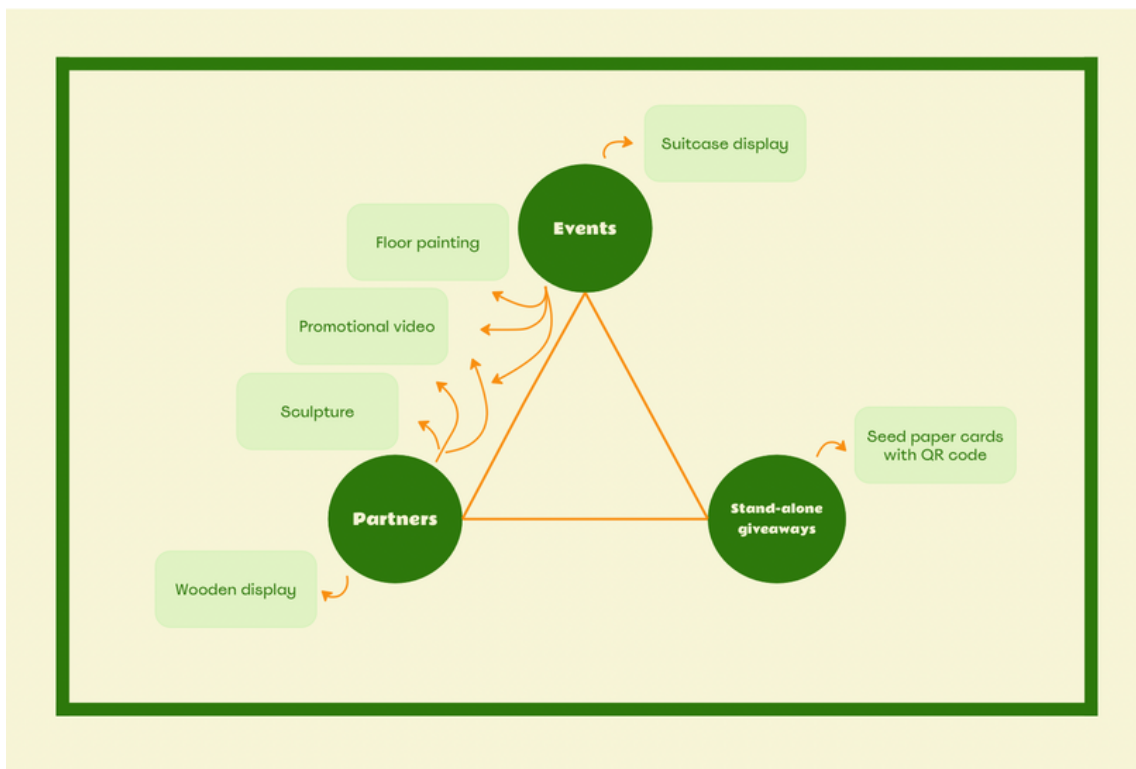 Suitcase display
Events
Floor painting
Promotional video
Sculpture
Seed paper cards
with QR code
Partners
Stand-alone
giveaways
Wooden display